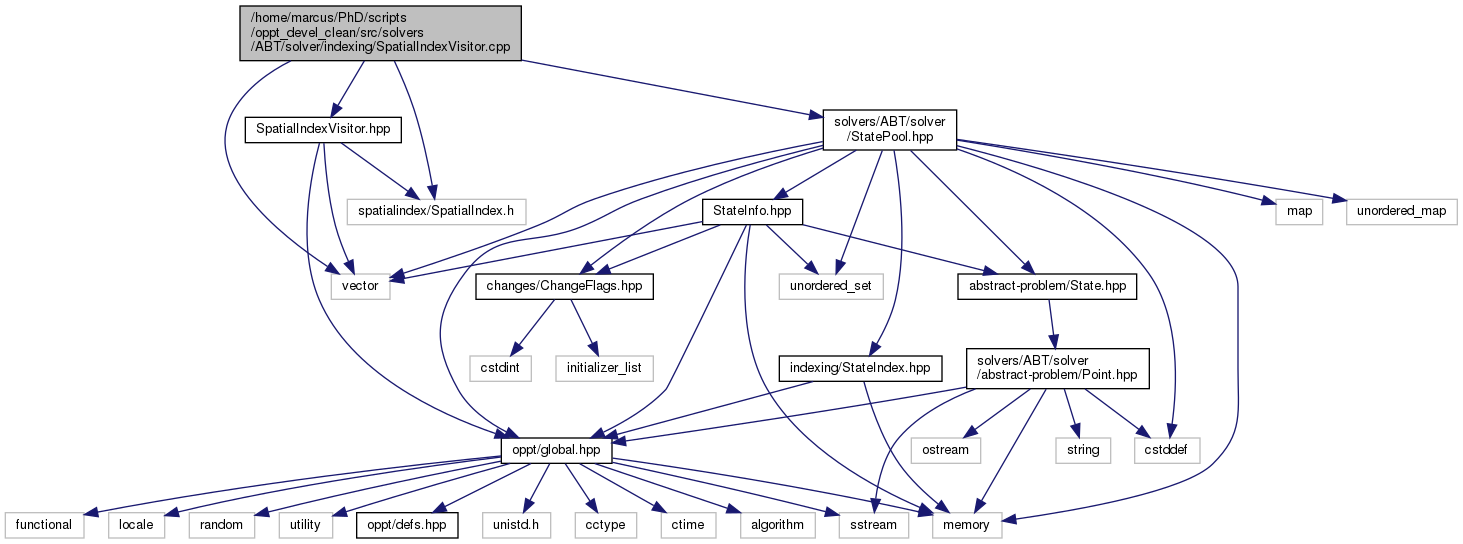 /home/marcus/PhD/scripts
/oppt_devel_clean/src/solvers
/ABT/solver/indexing/SpatialIndexVisitor.cpp
SpatialIndexVisitor.hpp
solvers/ABT/solver
/StatePool.hpp
spatialindex/SpatialIndex.h
StateInfo.hpp
map
unordered_map
vector
changes/ChangeFlags.hpp
unordered_set
abstract-problem/State.hpp
cstdint
initializer_list
indexing/StateIndex.hpp
solvers/ABT/solver
/abstract-problem/Point.hpp
oppt/global.hpp
ostream
string
cstddef
functional
locale
random
utility
oppt/defs.hpp
unistd.h
cctype
ctime
algorithm
sstream
memory